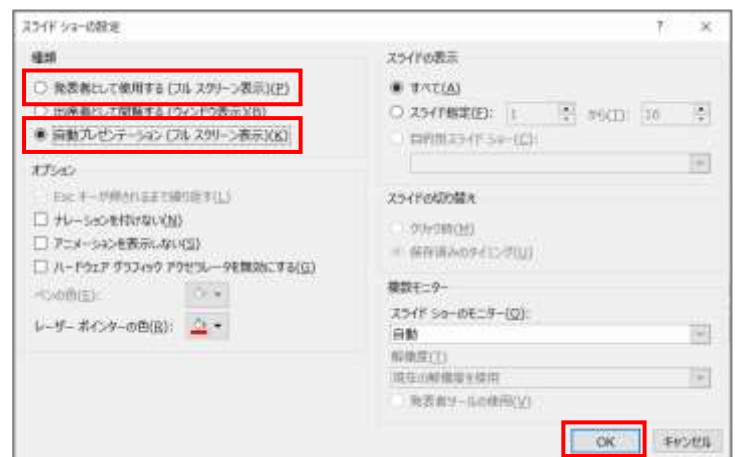 スライド ショーの設定
? ×
種類
発表者として使用する (フル スクリーン表示)(P)
出席者として閲覧する (ウィンドウ表示)(B)
自動プレゼンテーション (フル スクリーン表示)(K)
オプション
Esc キーが押されるまで繰り返す(L)
ナレーションを付けない(N)
アニメーションを表示しない(S)
ハードウェア グラフィック アクセラレータを無効にする(G)
ペンの色(E):
レーザー ポインターの色(R):
スライドの表示
すべて(A)
スライド指定(F): 1 から(T): 10
目的別スライド ショー(C):
スライドの切り替え
クリック時(M)
保存済みのタイミング(U)
複数モニター
スライド ショーのモニター(O):
自動
解像度(T)
現在の解像度を使用
発表者ツールの使用(V)
OK キャンセル